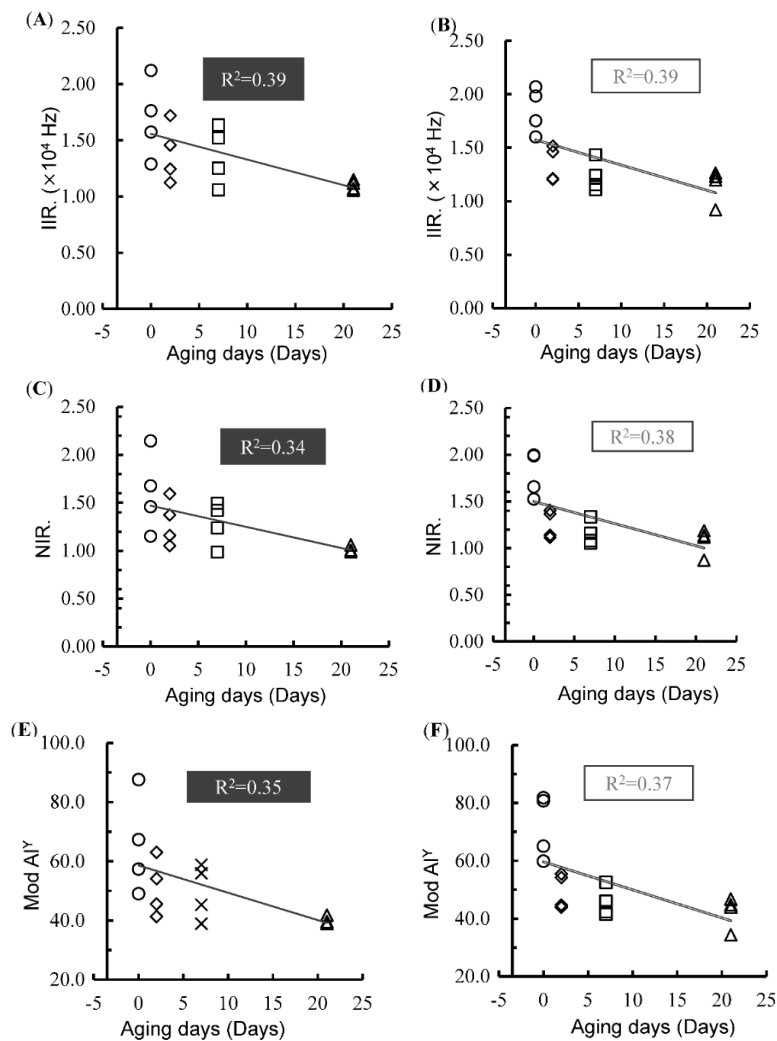 (A)
R²=0.39
IIR. (×10⁴ Hz)
2.50
2.00
1.50
1.00
0.50
0.00
-5 0 5 10 15 20 25
Aging days (Days)
(B)
R²=0.39
IIR. (×10⁴ Hz)
2.50
2.00
1.50
1.00
0.50
0.00
-5 0 5 10 15 20 25
Aging days (Days)
(C)
R²=0.34
NIR.
2.50
2.00
1.50
1.00
0.50
0.00
-5 0 5 10 15 20 25
Aging days (Days)
(D)
R²=0.38
NIR.
2.50
2.00
1.50
1.00
0.50
0.00
-5 0 5 10 15 20 25
Aging days (Days)
(E)
R²=0.35
Mod AIʸ
100.0
80.0
60.0
40.0
20.0
-5 0 5 10 15 20 25
Aging days (Days)
(F)
R²=0.37
Mod AIʸ
100.0
80.0
60.0
40.0
20.0
-5 0 5 10 15 20 25
Aging days (Days)